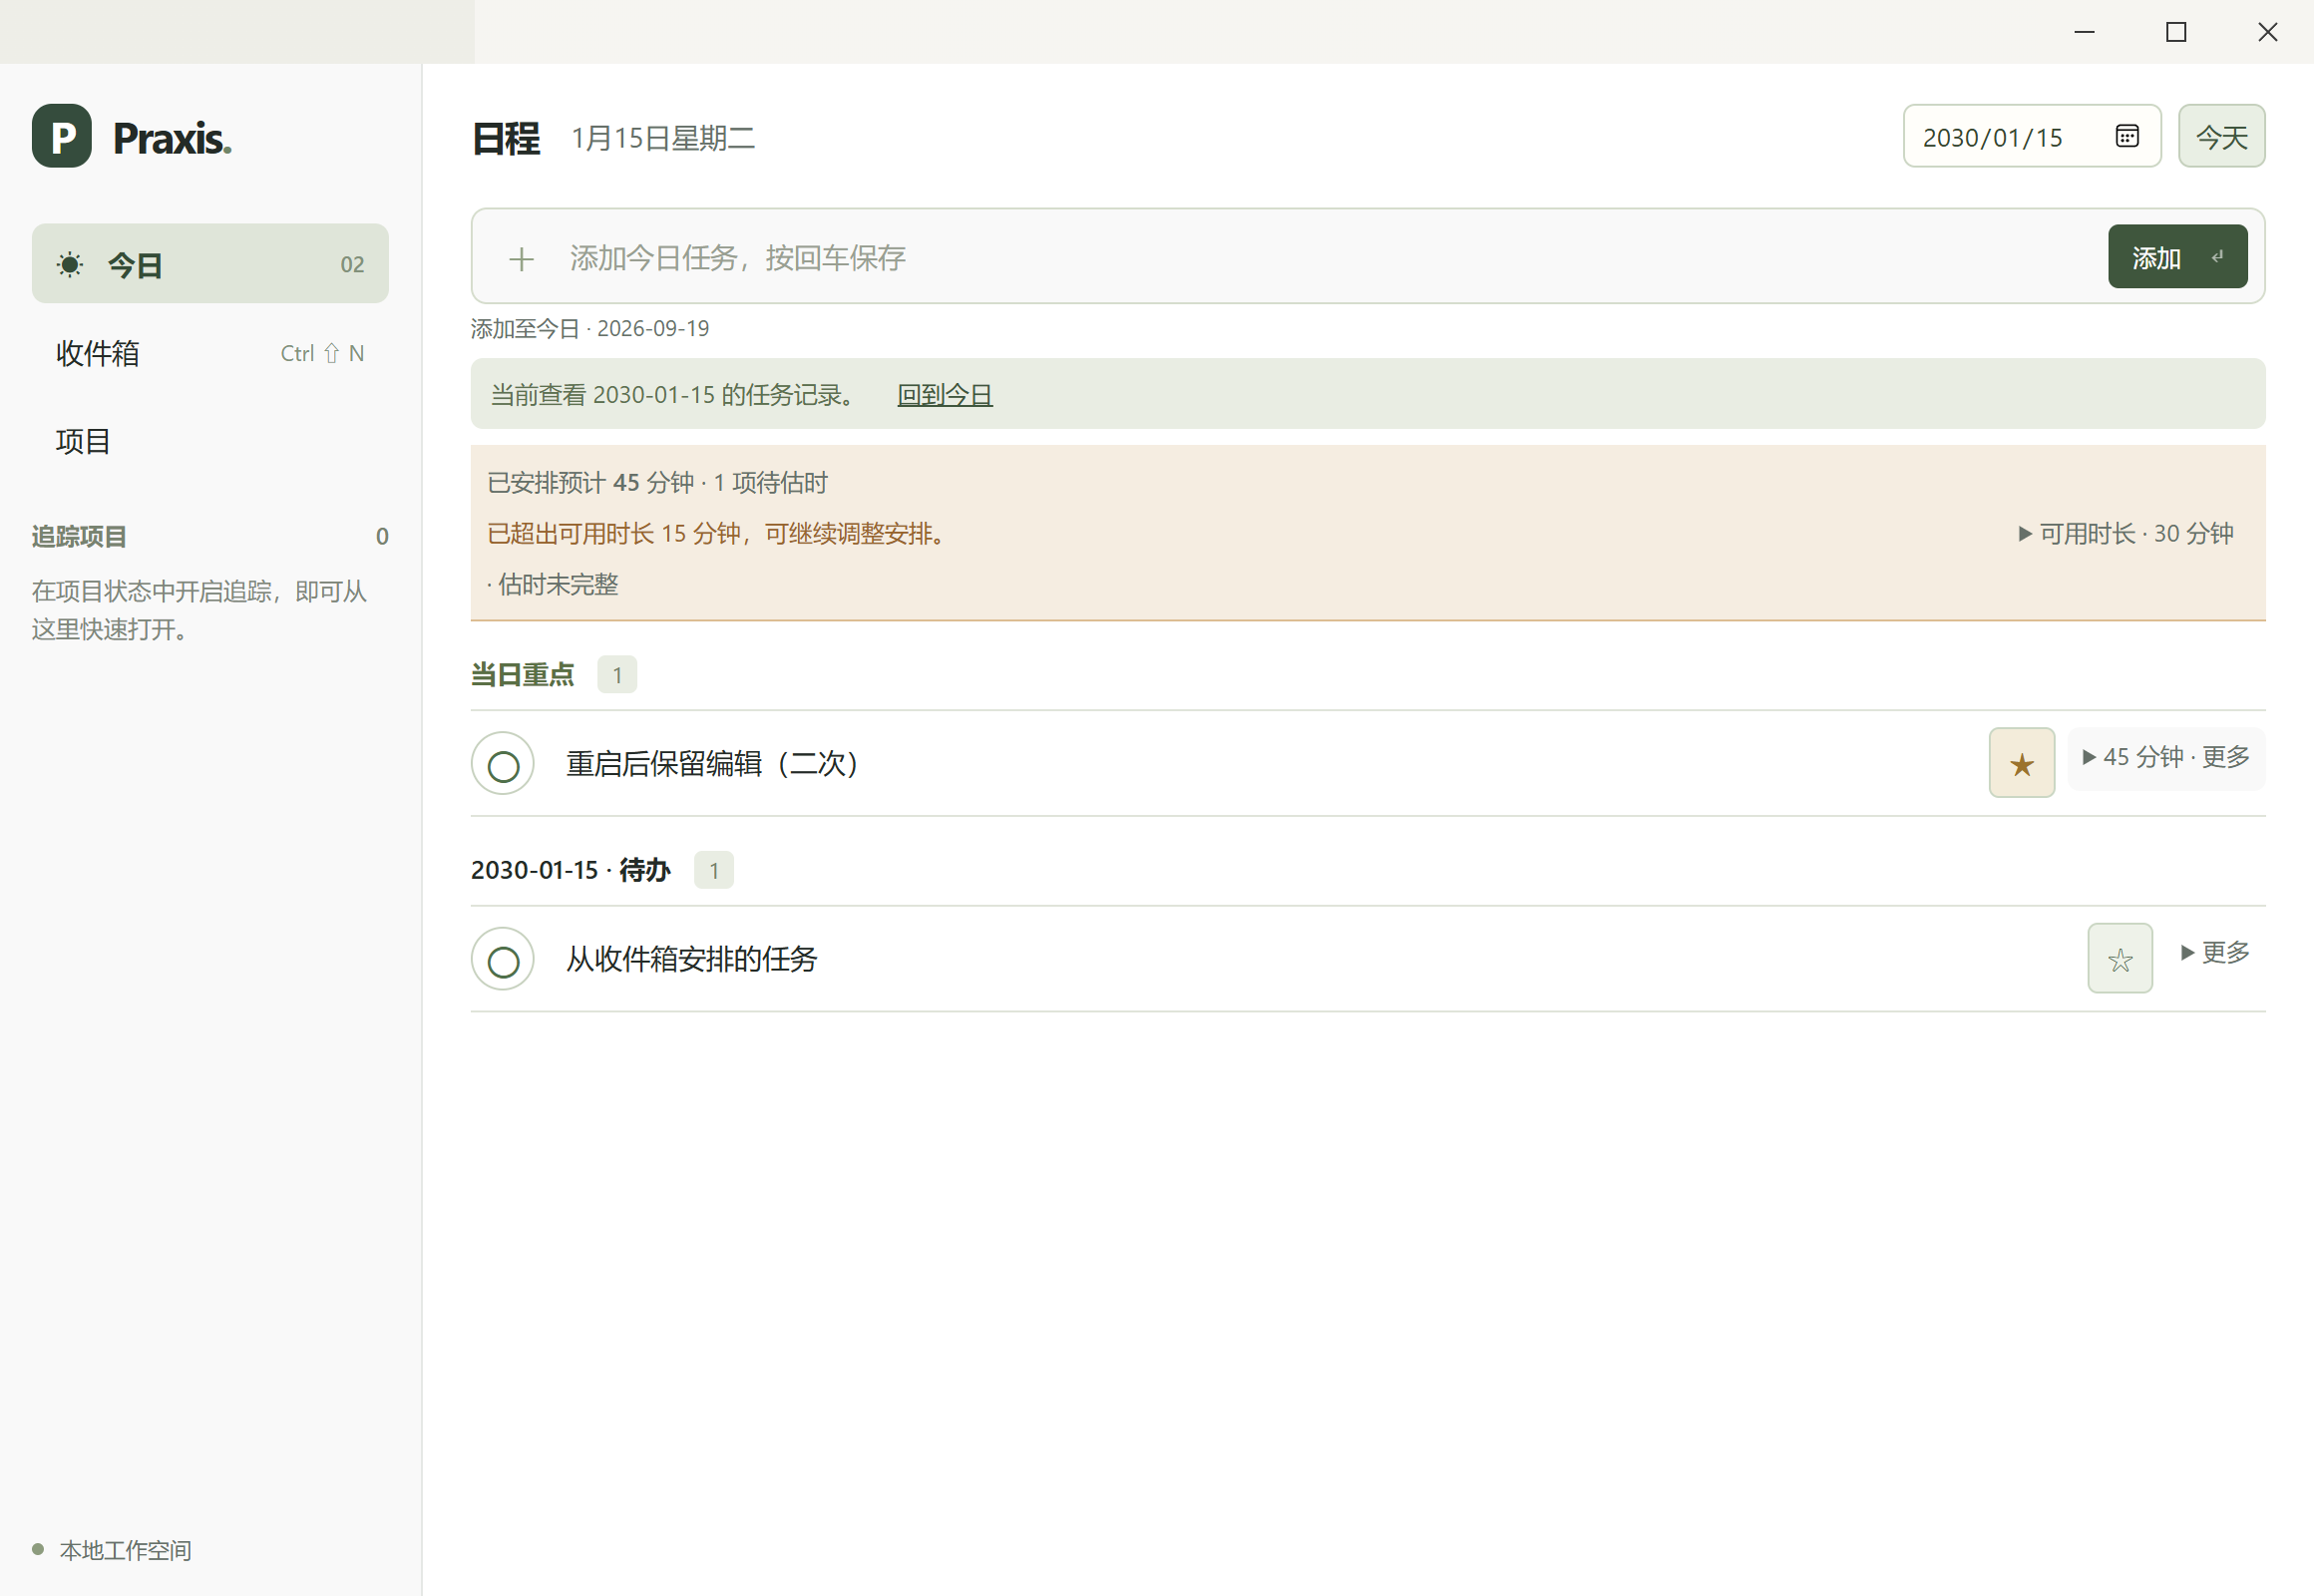 P Praxis.
今日 02
收件箱 Ctrl ⇧ N
项目
追踪项目 0
在项目状态中开启追踪，即可从
这里快速打开。
本地工作空间
日程 1月15日星期二
2030/01/15 今天
添加今日任务，按回车保存
添加 ↵
添加至今日 · 2026-09-19
当前查看 2030-01-15 的任务记录。 回到今日
已安排预计 45 分钟 · 1 项待估时
已超出可用时长 15 分钟，可继续调整安排。
· 估时未完整
▶ 可用时长 · 30 分钟
当日重点 1
重启后保留编辑（二次）
★ ▶ 45 分钟 · 更多
2030-01-15 · 待办 1
从收件箱安排的任务
☆ ▶ 更多